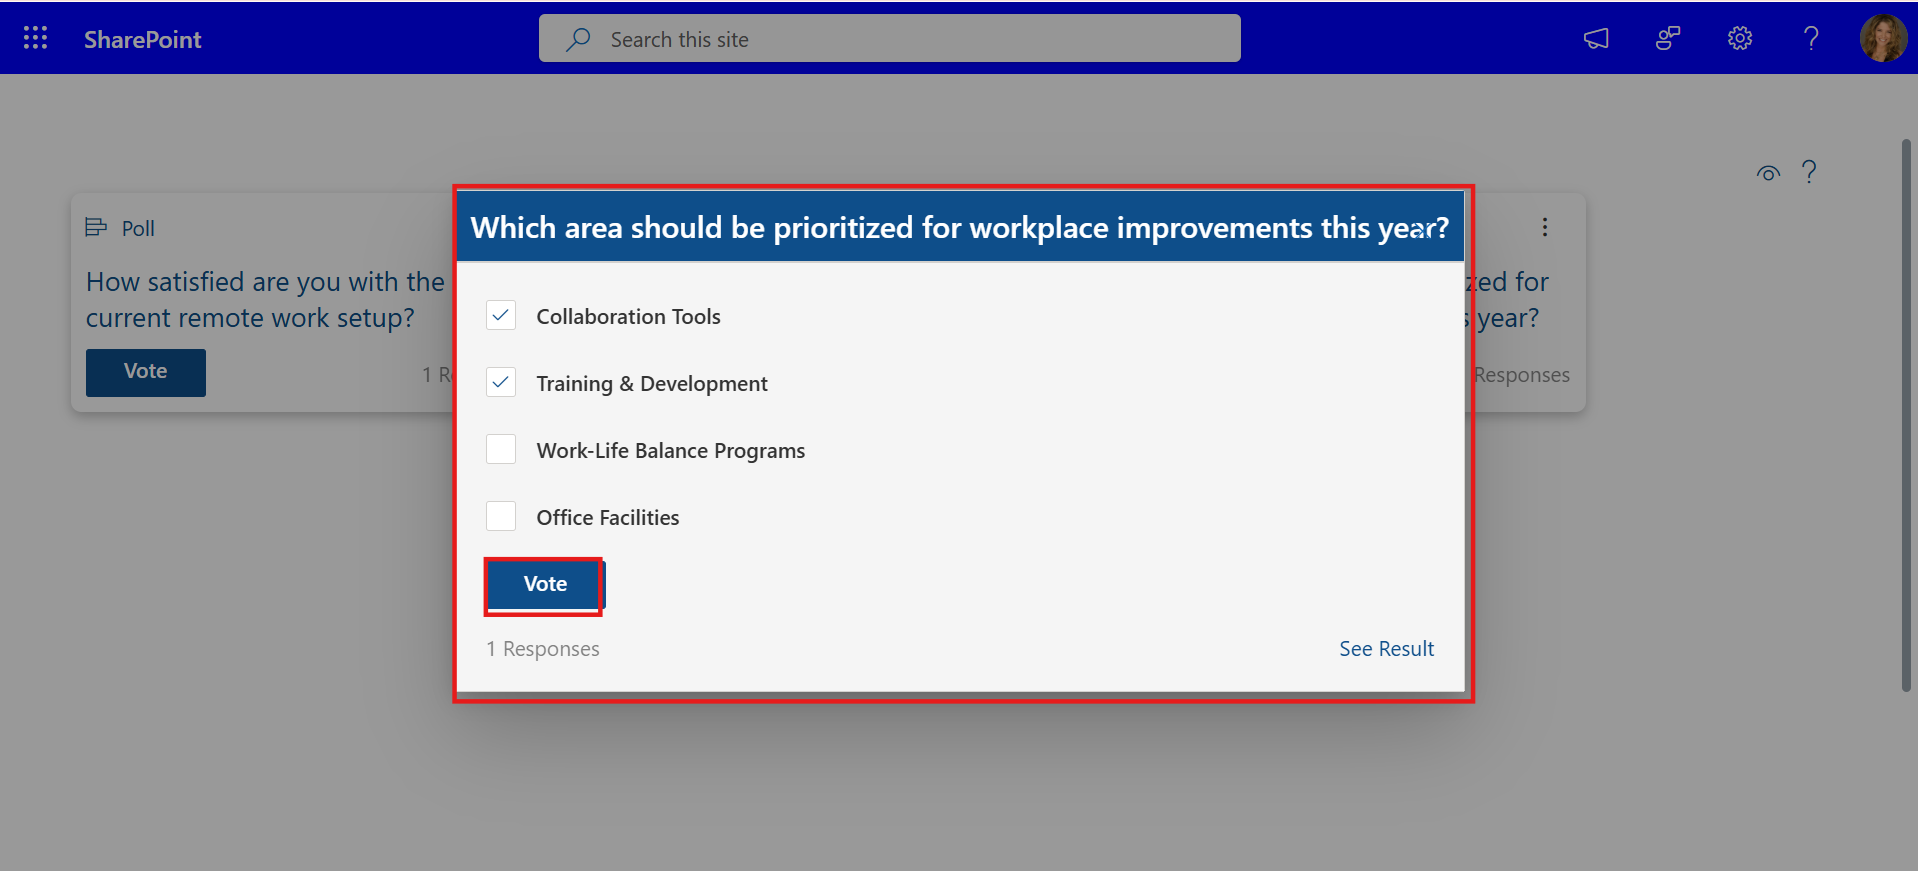 SharePoint
Search this site
Poll
How satisfied are you with the
current remote work setup?
Vote
1 Re
Which area should be prioritized for workplace improvements this year?
Collaboration Tools
Training & Development
Work-Life Balance Programs
Office Facilities
Vote
1 Responses
See Result
zed for
s year?
Responses